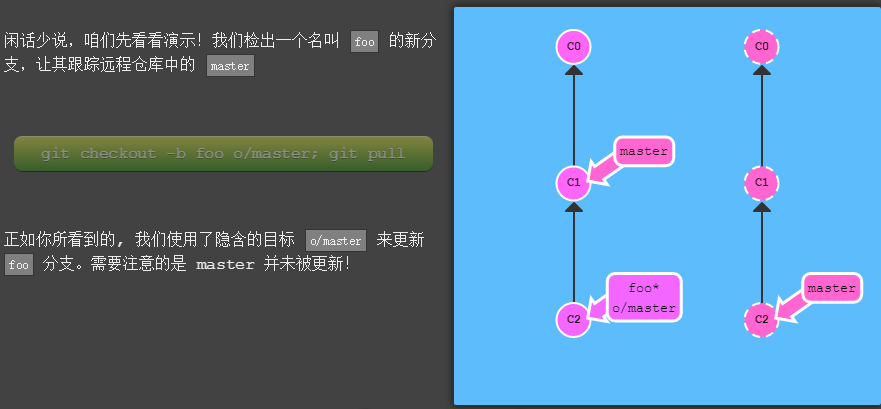 闲话少说，咱们先看看演示！我们检出一个名叫 foo 的新分
支，让其跟踪远程仓库中的 master
git checkout -b foo o/master; git pull
正如你所看到的, 我们使用了隐含的目标 o/master 来更新
foo 分支。需要注意的是 master 并未被更新！
C0
C0
master
C1
C1
foo*
o/master
master
C2
C2